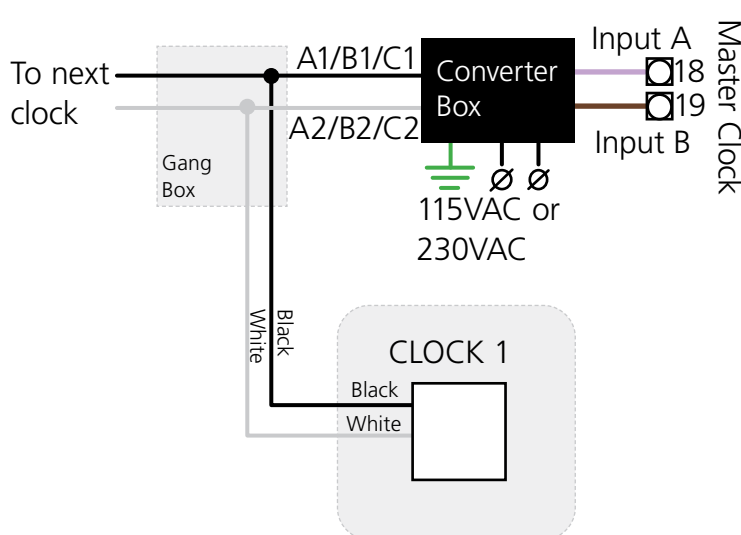 To next
clock
A1/B1/C1
A2/B2/C2
Gang
Box
Converter
Box
Input A
18
19
Input B
Master Clock
115VAC or
230VAC
Black
White
CLOCK 1
Black
White